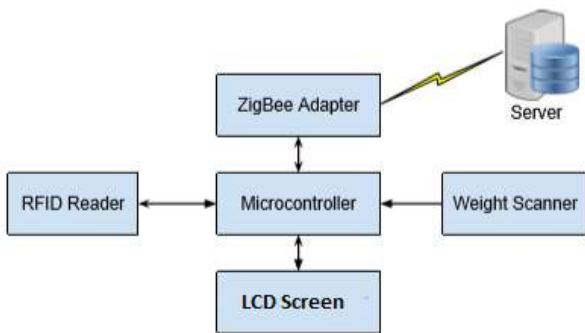 ZigBee Adapter
Server
RFID Reader
Microcontroller
Weight Scanner
LCD Screen